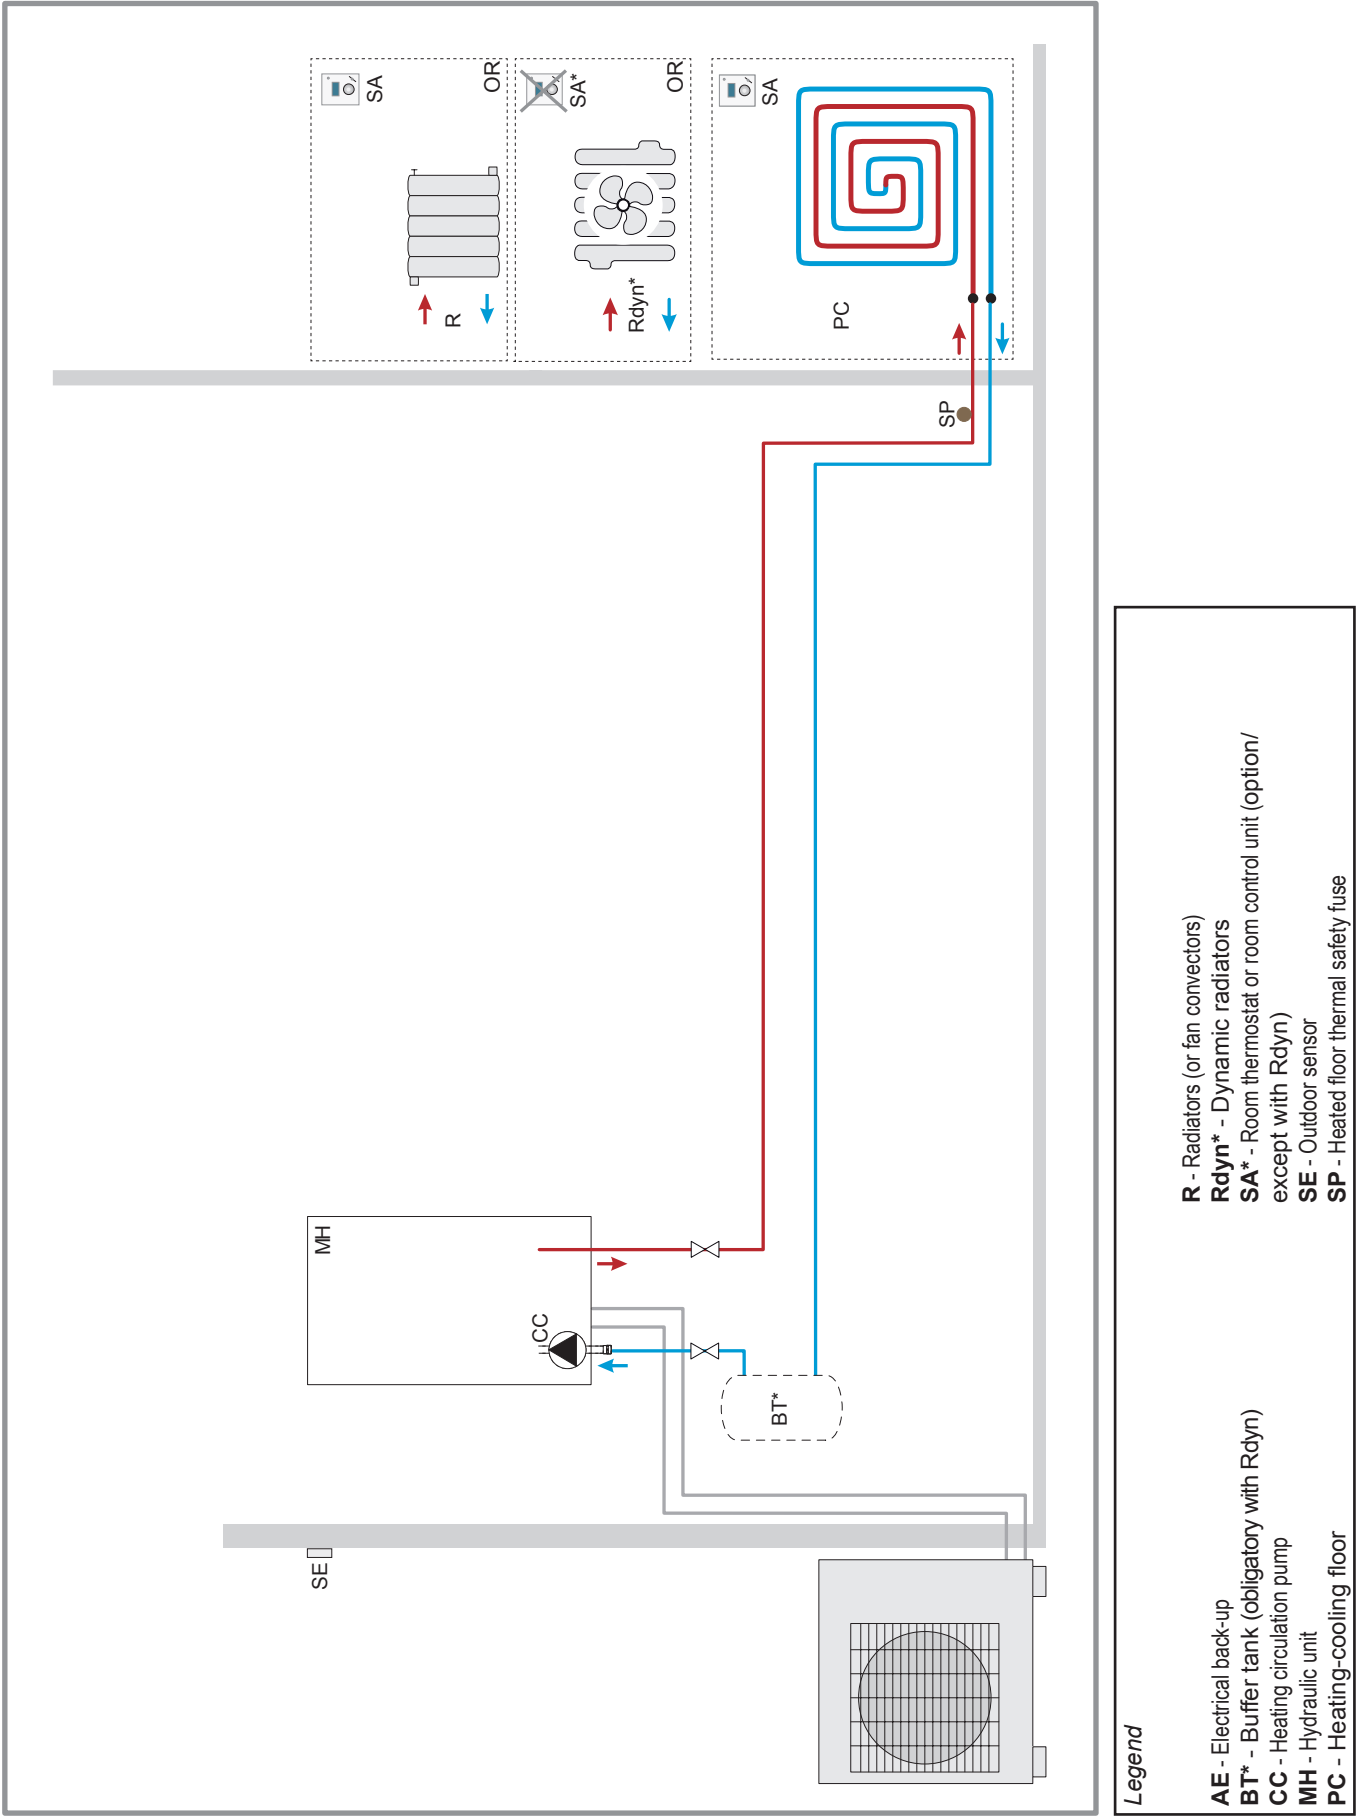 SA
OR
SA*
OR
SA
R
Rdyn*
PC
SP
MH
CC
BT*
SE
Legend
AE - Electrical back-up
BT* - Buffer tank (obligatory with Rdyn)
CC - Heating circulation pump
MH - Hydraulic unit
PC - Heating-cooling floor
R - Radiators (or fan convectors)
Rdyn* - Dynamic radiators
SA* - Room thermostat or room control unit (option/
except with Rdyn)
SE - Outdoor sensor
SP - Heated floor thermal safety fuse